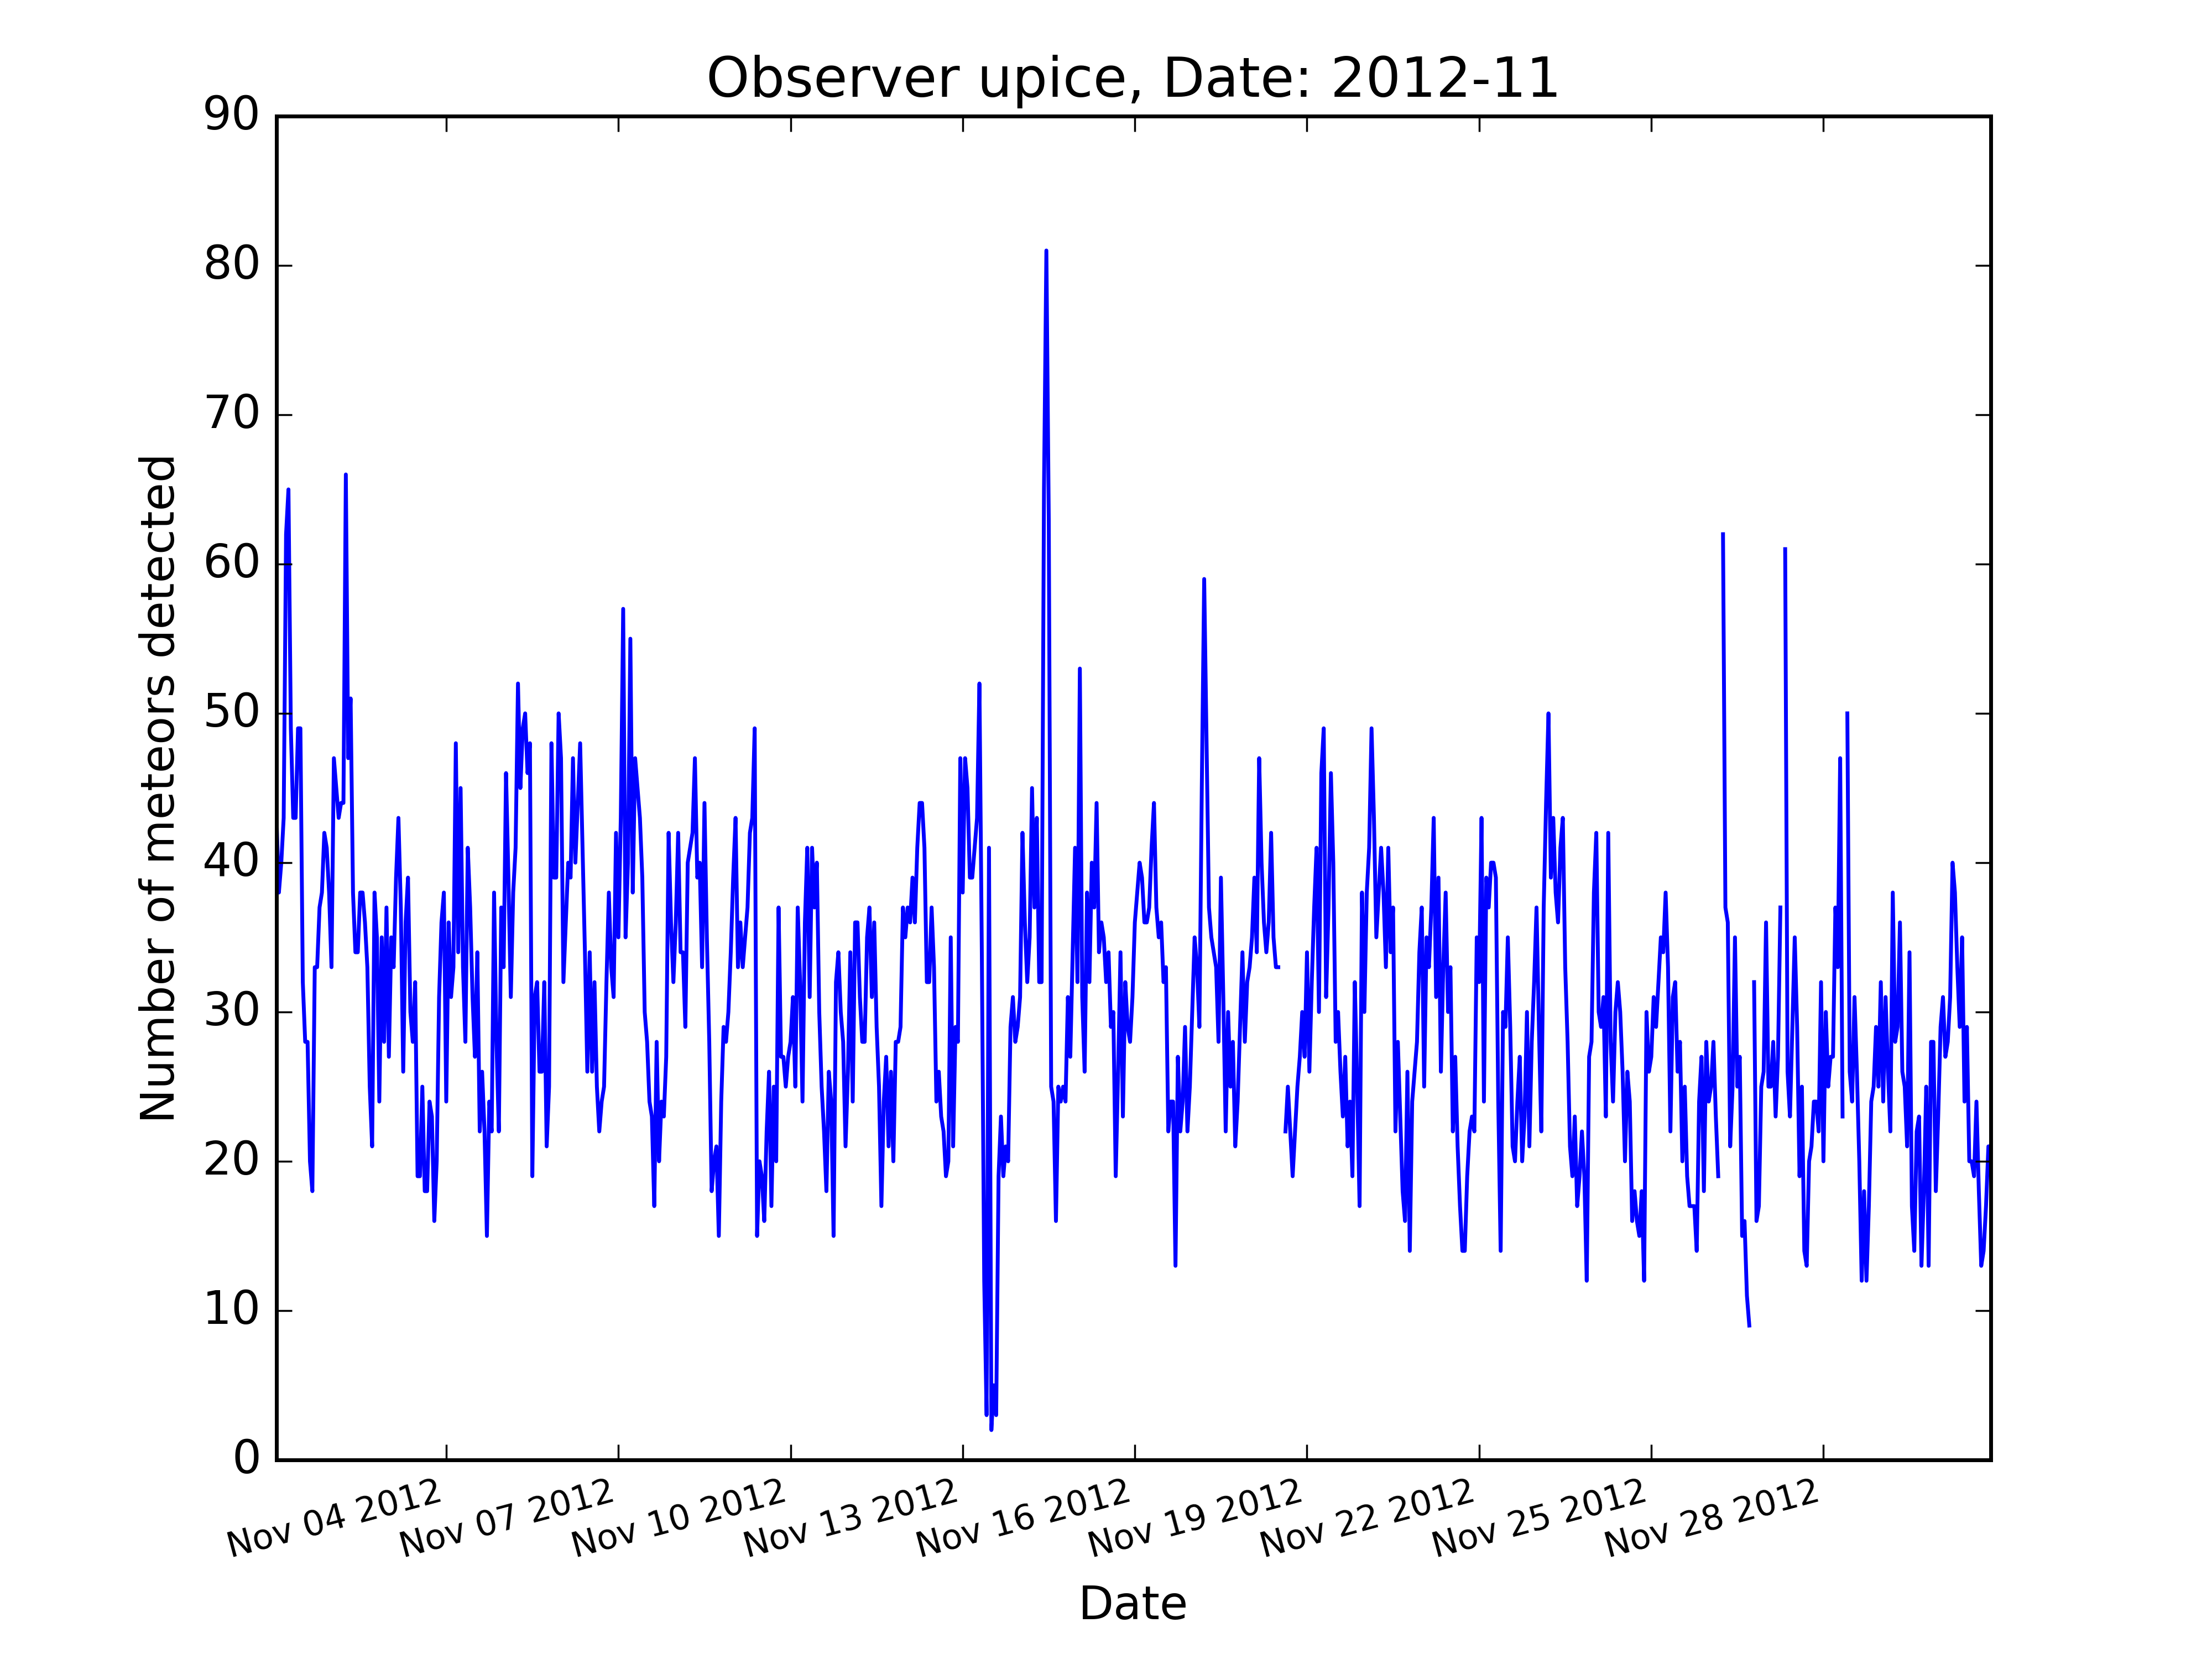 Observer upice, Date: 2012-11
90
80
70
60
50
40
30
20
10
0
Number of meteors detected
Nov 04 2012
Nov 07 2012
Nov 10 2012
Nov 13 2012
Nov 16 2012
Nov 19 2012
Nov 22 2012
Nov 25 2012
Nov 28 2012
Date